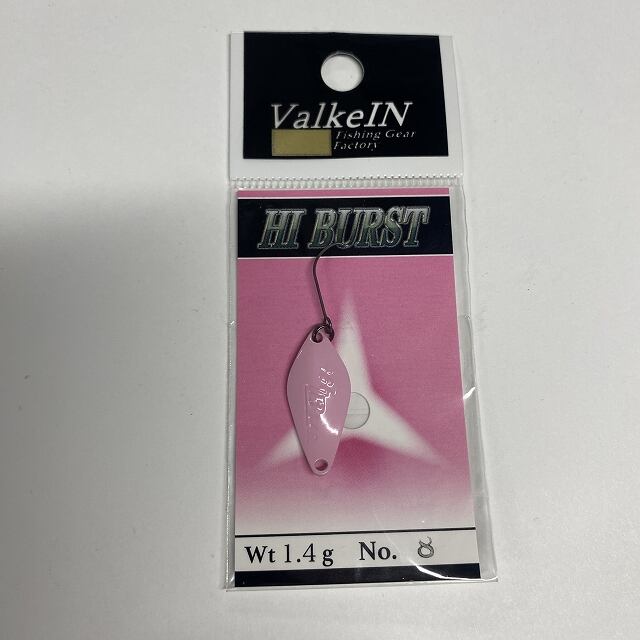 ValkeIN
Fishing Gear
Factory
HI BURST
Wt 1.4 g No. 8